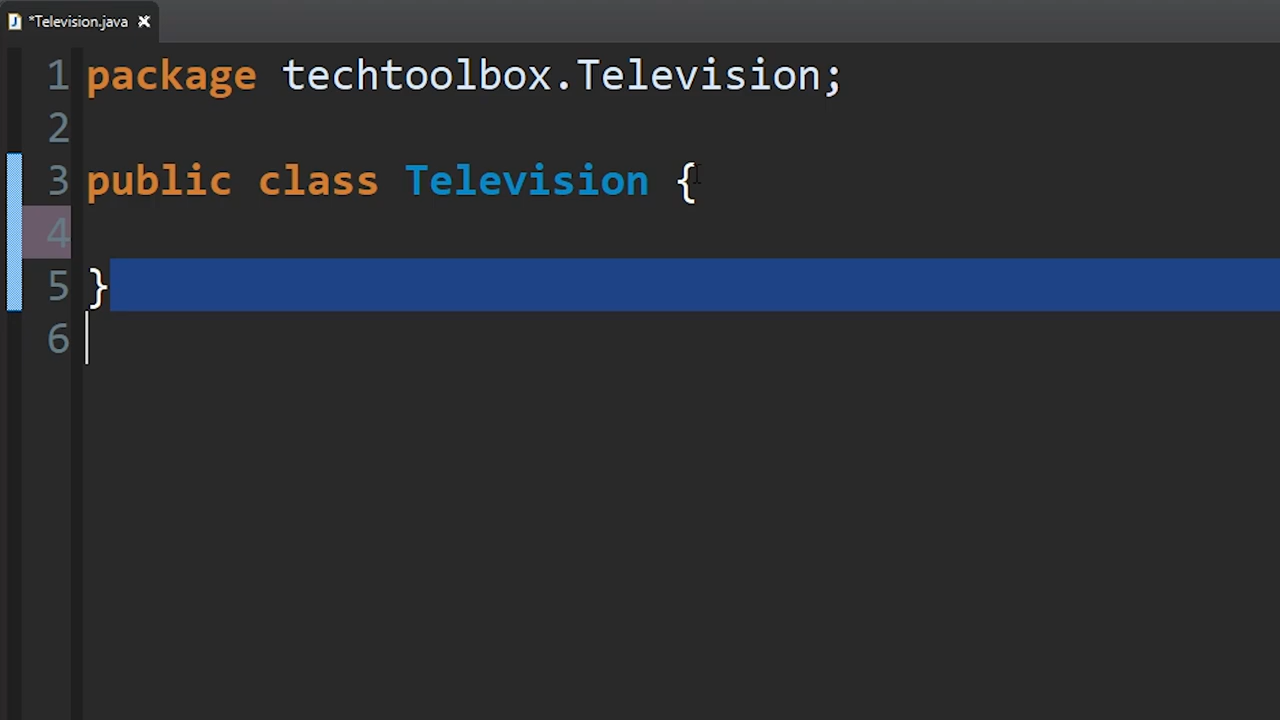 *Television.java
1 package techtoolbox.Television;
2
3 public class Television {
4
5 }
6